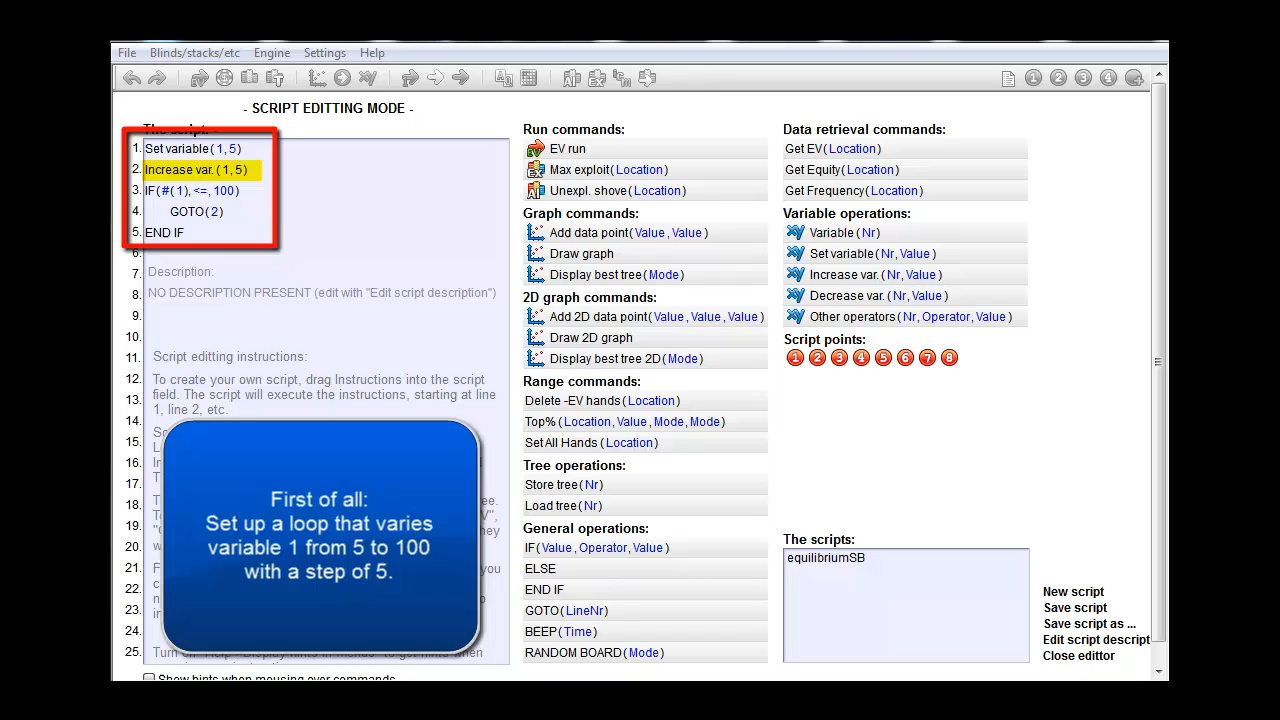 File Blinds/stacks/etc Engine Settings Help
1 2 3 4
- SCRIPT EDITTING MODE -
The script: -
1. Set variable( 1, 5)
2. Increase var. ( 1, 5)
3. IF( #( 1), <=, 100)
4. GOTO( 2)
5. END IF
6.
7. Description:
8. NO DESCRIPTION PRESENT (edit with "Edit script description")
9.
10.
11. Script editing instructions:
12. To create your own script, drag Instructions into the script
13. field. The script will execute the instructions, starting at line
1, line 2, etc.
14.
15.
16.
17.
18.
19.
20.
21.
22.
23.
24.
25. Turn on "Help - Display hints in menus" to get hints when
Show hints when mousing over commands
First of all:
Set up a loop that varies
variable 1 from 5 to 100
with a step of 5.
Run commands:
EV run
Max exploit( Location)
Unexpl. shove( Location)
Graph commands:
Add data point( Value, Value )
Draw graph
Display best tree( Mode)
2D graph commands:
Add 2D data point( Value, Value, Value )
Draw 2D graph
Display best tree 2D( Mode)
Range commands:
Delete -EV hands( Location)
Top%( Location, Value, Mode, Mode)
Set All Hands ( Location)
Tree operations:
Store tree( Nr)
Load tree( Nr)
General operations:
IF( Value, Operator, Value )
ELSE
END IF
GOTO( LineNr)
BEEP( Time)
RANDOM BOARD( Mode)
Data retrieval commands:
Get EV( Location)
Get Equity( Location)
Get Frequency( Location)
Variable operations:
Variable ( Nr)
Set variable( Nr, Value )
Increase var. ( Nr, Value )
Decrease var. ( Nr, Value )
Other operators ( Nr, Operator, Value )
Script points:
1 2 3 4 5 6 7 8
The scripts:
equilibriumSB
New script
Save script
Save script as ...
Edit script descript
Close edittor